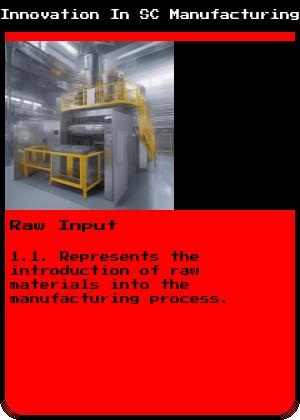 Innovation In SC Manufacturing
Raw Input
1.1. Represents the
introduction of raw
materials into the
manufacturing process.